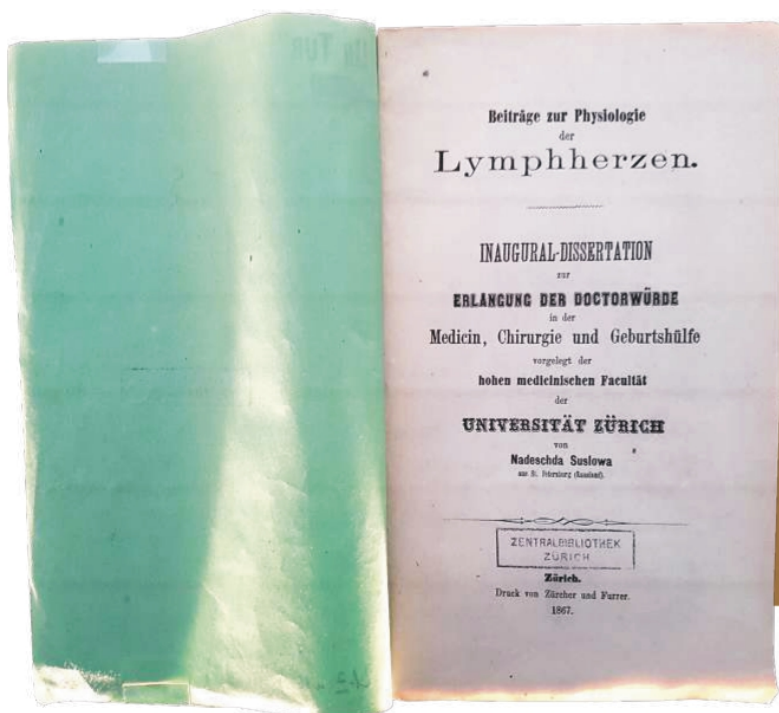 Beiträge zur Physiologie
der
Lymphherzen.
INAUGURAL-DISSERTATION
zur
ERLANGUNG DER DOCTORWÜRDE
in der
Medicin, Chirurgie und Geburtshülfe
vorgelegt der
hohen medicinischen Facultät
der
UNIVERSITÄT ZÜRICH
von
Nadeschda Suslowa
aus St. Petersburg (Russland).
ZENTRALBIBLIOTHEK
ZÜRICH
Zürich.
Druck von Zürcher und Furrer.
1867.